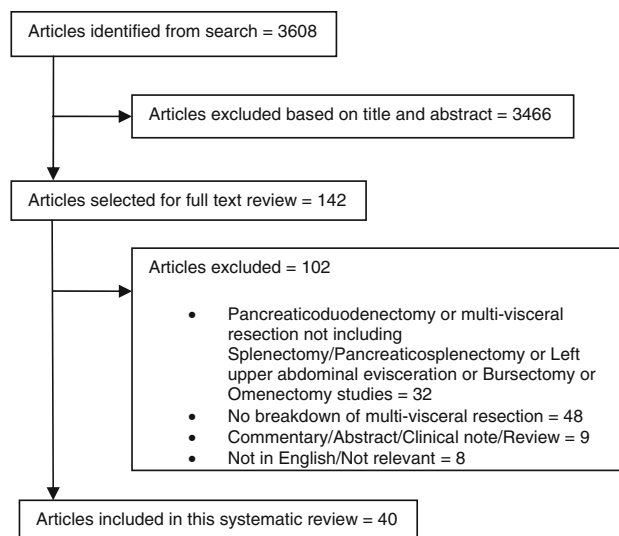 Articles identified from search = 3608
Articles excluded based on title and abstract = 3466
Articles selected for full text review = 142
Articles excluded = 102
• Pancreaticoduodenectomy or multi-visceral
resection not including
Splenectomy/Pancreaticosplenectomy or Left
upper abdominal evisceration or Bursectomy or
Omenectomy studies = 32
• No breakdown of multi-visceral resection = 48
• Commentary/Abstract/Clinical note/Review = 9
• Not in English/Not relevant = 8
Articles included in this systematic review = 40